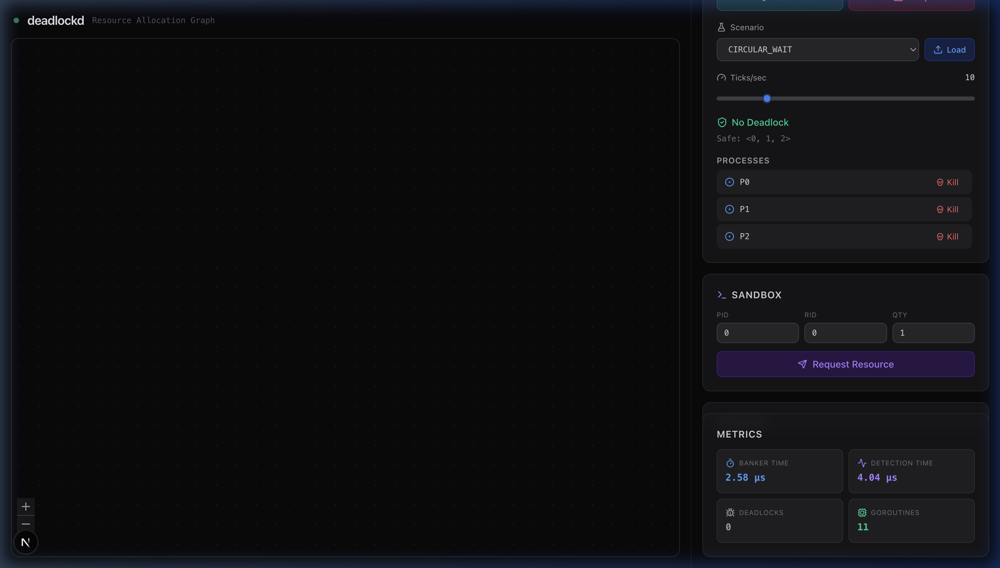 deadlockd Resource Allocation Graph
Scenario
CIRCULAR_WAIT
Load
Ticks/sec 10
No Deadlock
Safe: <0, 1, 2>
PROCESSES
P0 Kill
P1 Kill
P2 Kill
SANDBOX
PID RID QTY
0 0 1
Request Resource
METRICS
BANKER TIME
2.58 µs
DETECTION TIME
4.04 µs
DEADLOCKS
0
GOROUTINES
11
N